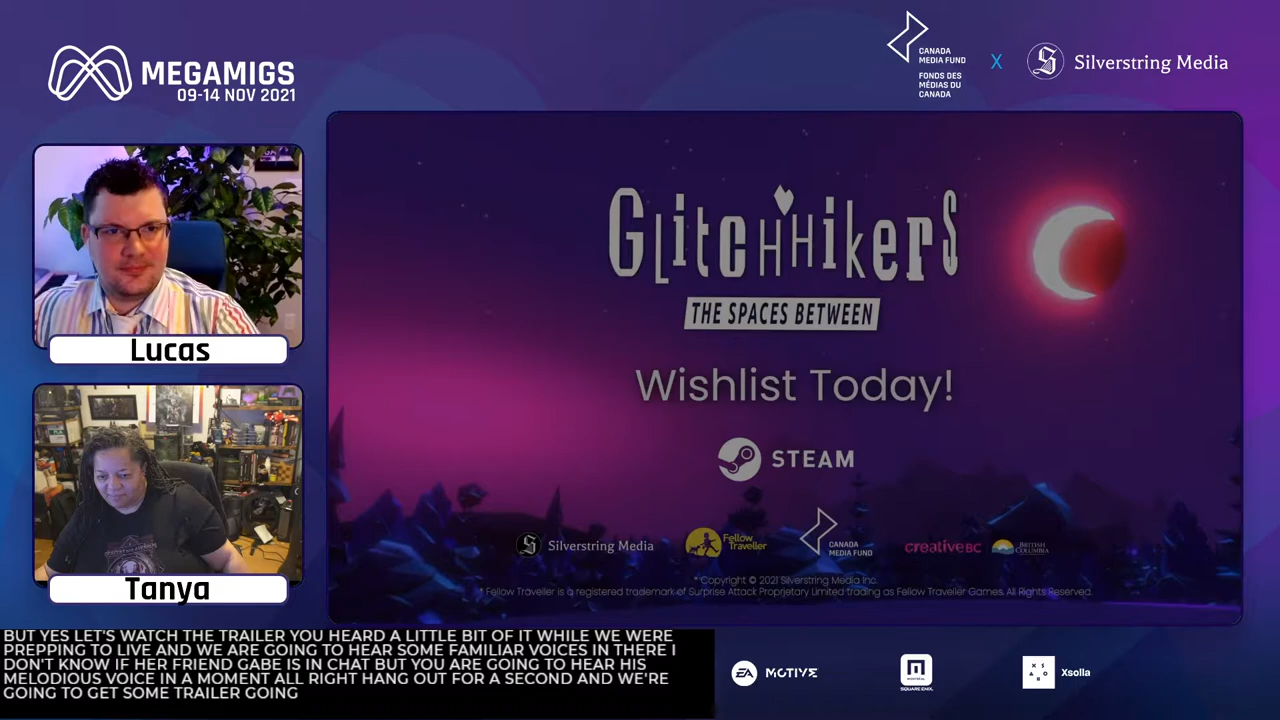 MEGAMIGS
09-14 NOV 2021
CANADA
MEDIA FUND
FONDS DES
MÉDIAS DU
CANADA
X
S
Silverstring Media
Lucas
Tanya
GLitcHHikerS
THE SPACES BETWEEN
Wishlist Today!
STEAM
S
Silverstring Media
Fellow
Traveller
CANADA
MEDIA FUND
creativeBC
BRITISH
COLUMBIA
* Copyright © 2021 Silverstring Media Inc.
* Fellow Traveller is a registered trademark of Surprise Attack Proprietary Limited trading as Fellow Traveller Games. All Rights Reserved.
BUT YES LET'S WATCH THE TRAILER YOU HEARD A LITTLE BIT OF IT WHILE WE WERE
PREPPING TO LIVE AND WE ARE GOING TO HEAR SOME FAMILIAR VOICES IN THERE I
DON'T KNOW IF HER FRIEND GABE IS IN CHAT BUT YOU ARE GOING TO HEAR HIS
MELODIOUS VOICE IN A MOMENT ALL RIGHT HANG OUT FOR A SECOND AND WE'RE
GOING TO GET SOME TRAILER GOING
EA MOTIVE
MONTRÉAL
SQUARE ENIX.
XS
OL
LA
Xsolla